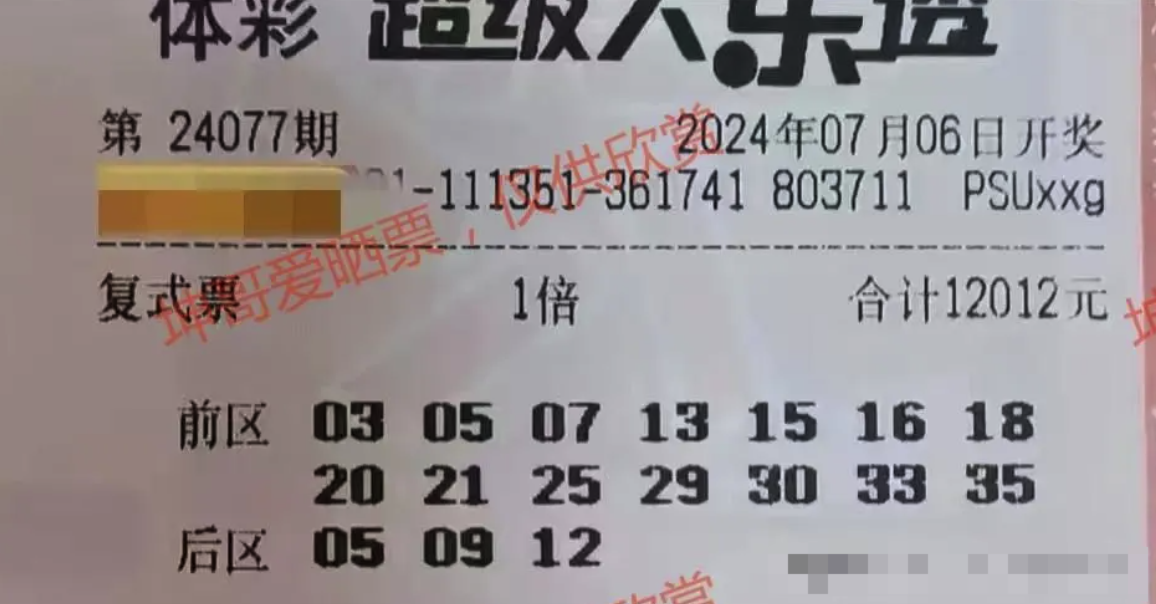 体彩 超级大乐透
第 24077期 2024年07月06日开奖
-111351-361741 803711 PSUxxg
坤哥爱晒票，仅供欣赏
复式票 1倍 合计12012元
前区 03 05 07 13 15 16 18
20 21 25 29 30 33 35
后区 05 09 12
欣赏